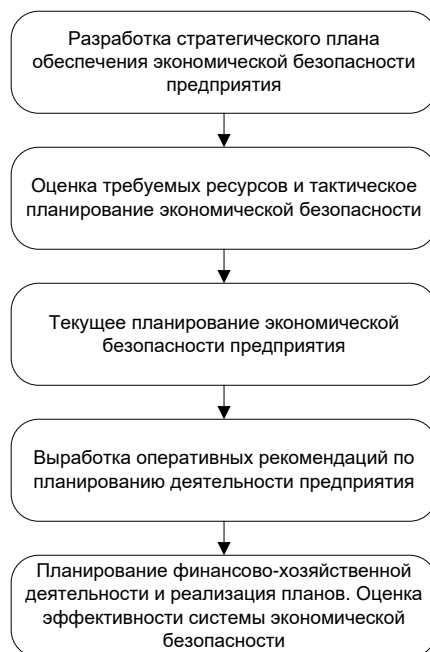 Разработка стратегического плана
обеспечения экономической безопасности
предприятия
Оценка требуемых ресурсов и тактическое
планирование экономической безопасности
Текущее планирование экономической
безопасности предприятия
Выработка оперативных рекомендаций по
планированию деятельности предприятия
Планирование финансово-хозяйственной
деятельности и реализация планов. Оценка
эффективности системы экономической
безопасности